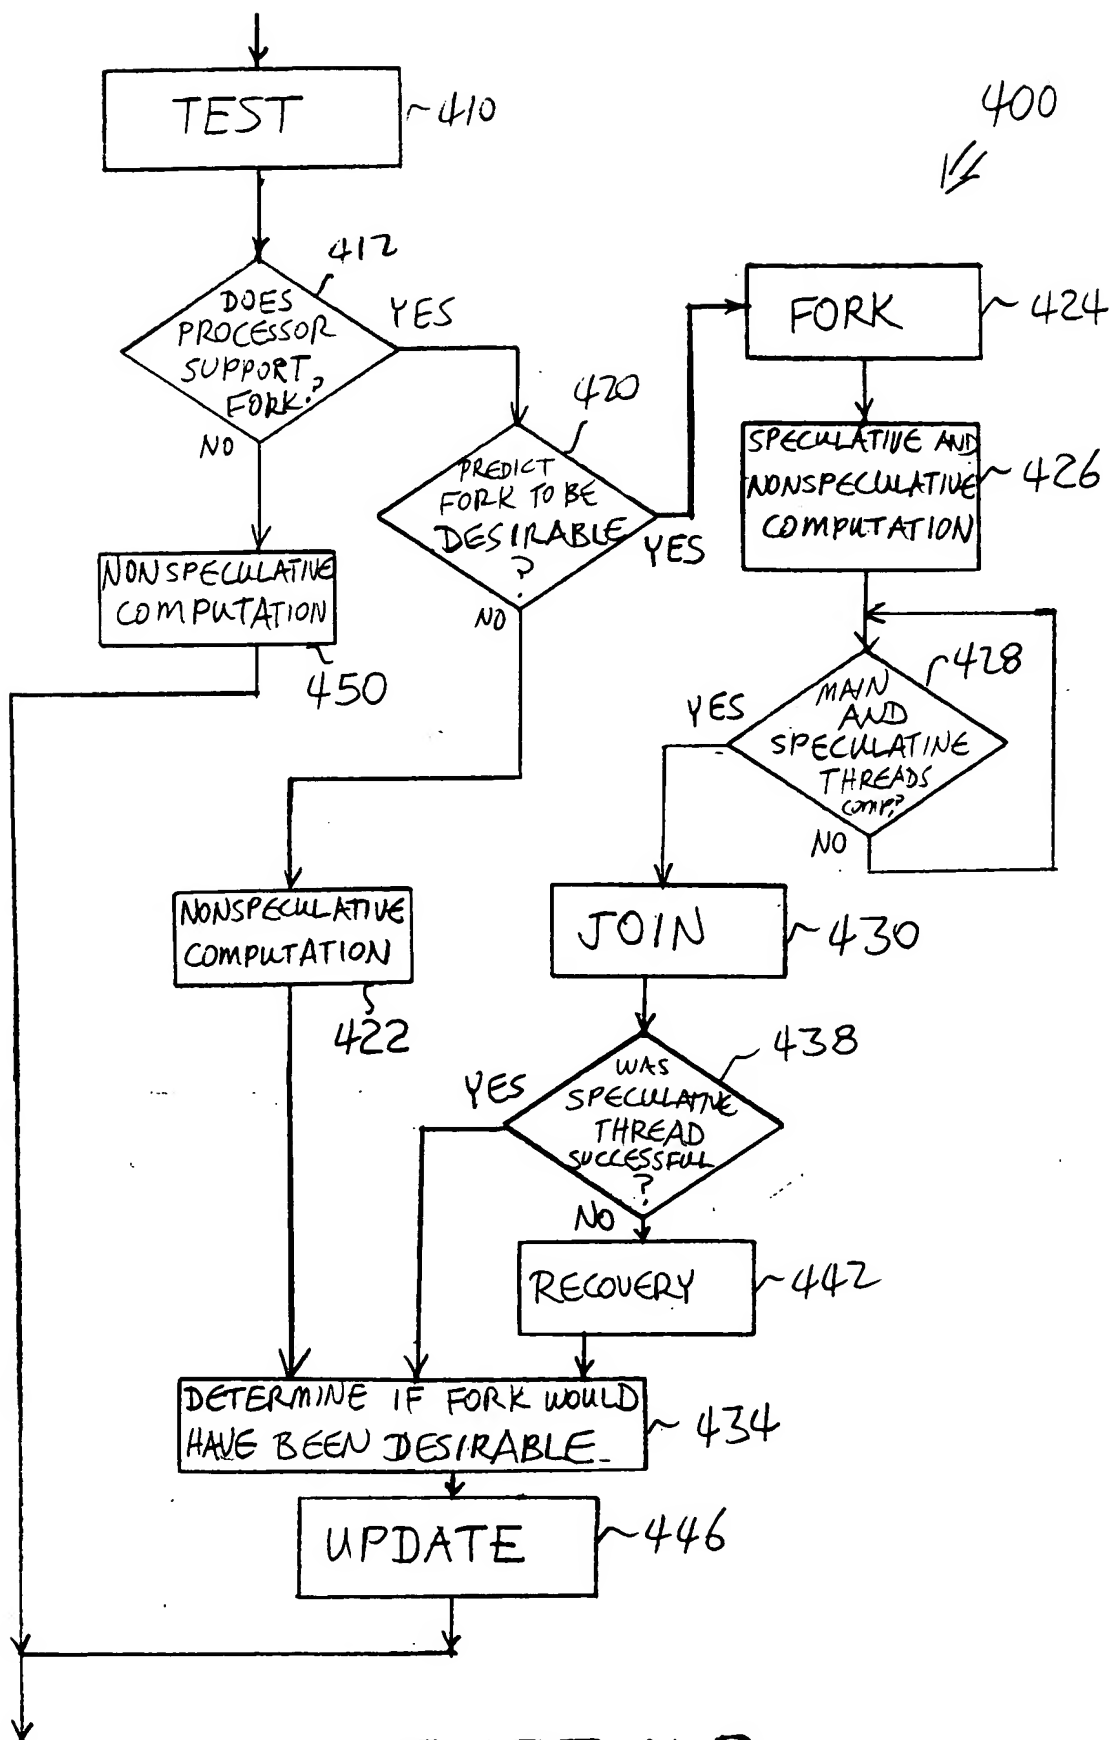 TEST
410
400
412
DOES
PROCESSOR
SUPPORT
FORK?
YES
NO
FORK
424
420
PREDICT
FORK TO BE
DESIRABLE
?
YES
NO
SPECULATIVE AND
NONSPECULATIVE
COMPUTATION
426
NONSPECULATIVE
COMPUTATION
450
428
MAIN
AND
SPECULATINE
THREADS
COMP?
YES
NO
NONSPECULATIVE
COMPUTATION
422
JOIN
430
438
WAS
SPECULATIVE
THREAD
SUCCESSFUL
?
YES
NO
RECOVERY
442
DETERMINE IF FORK WOULD
HAVE BEEN DESIRABLE.
434
UPDATE
446